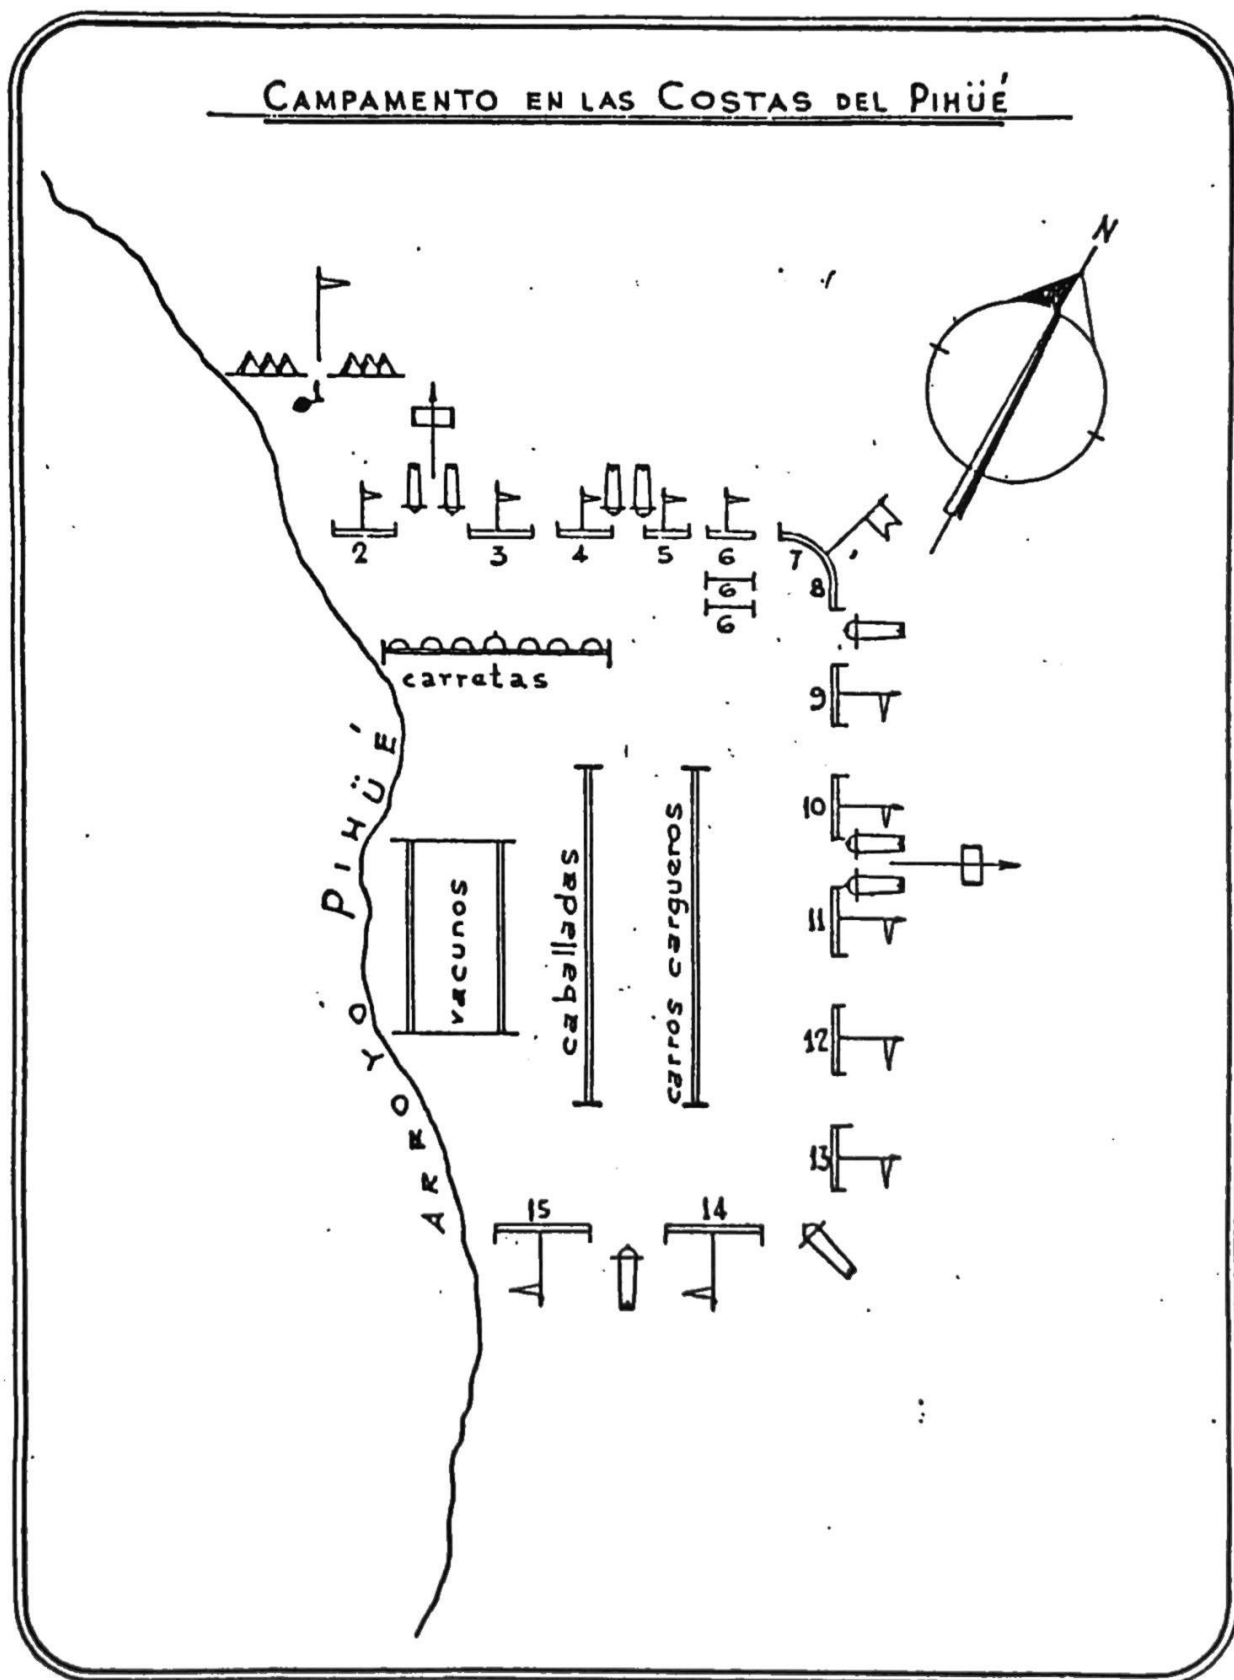 CAMPAMENTO EN LAS COSTAS DEL PIHÜÉ
N
2
3
4
5
6
7
8
6
6
carretas
9
10
11
12
13
ARROYO PIHÜÉ
vacunos
caballadas
carros cargueros
15
14